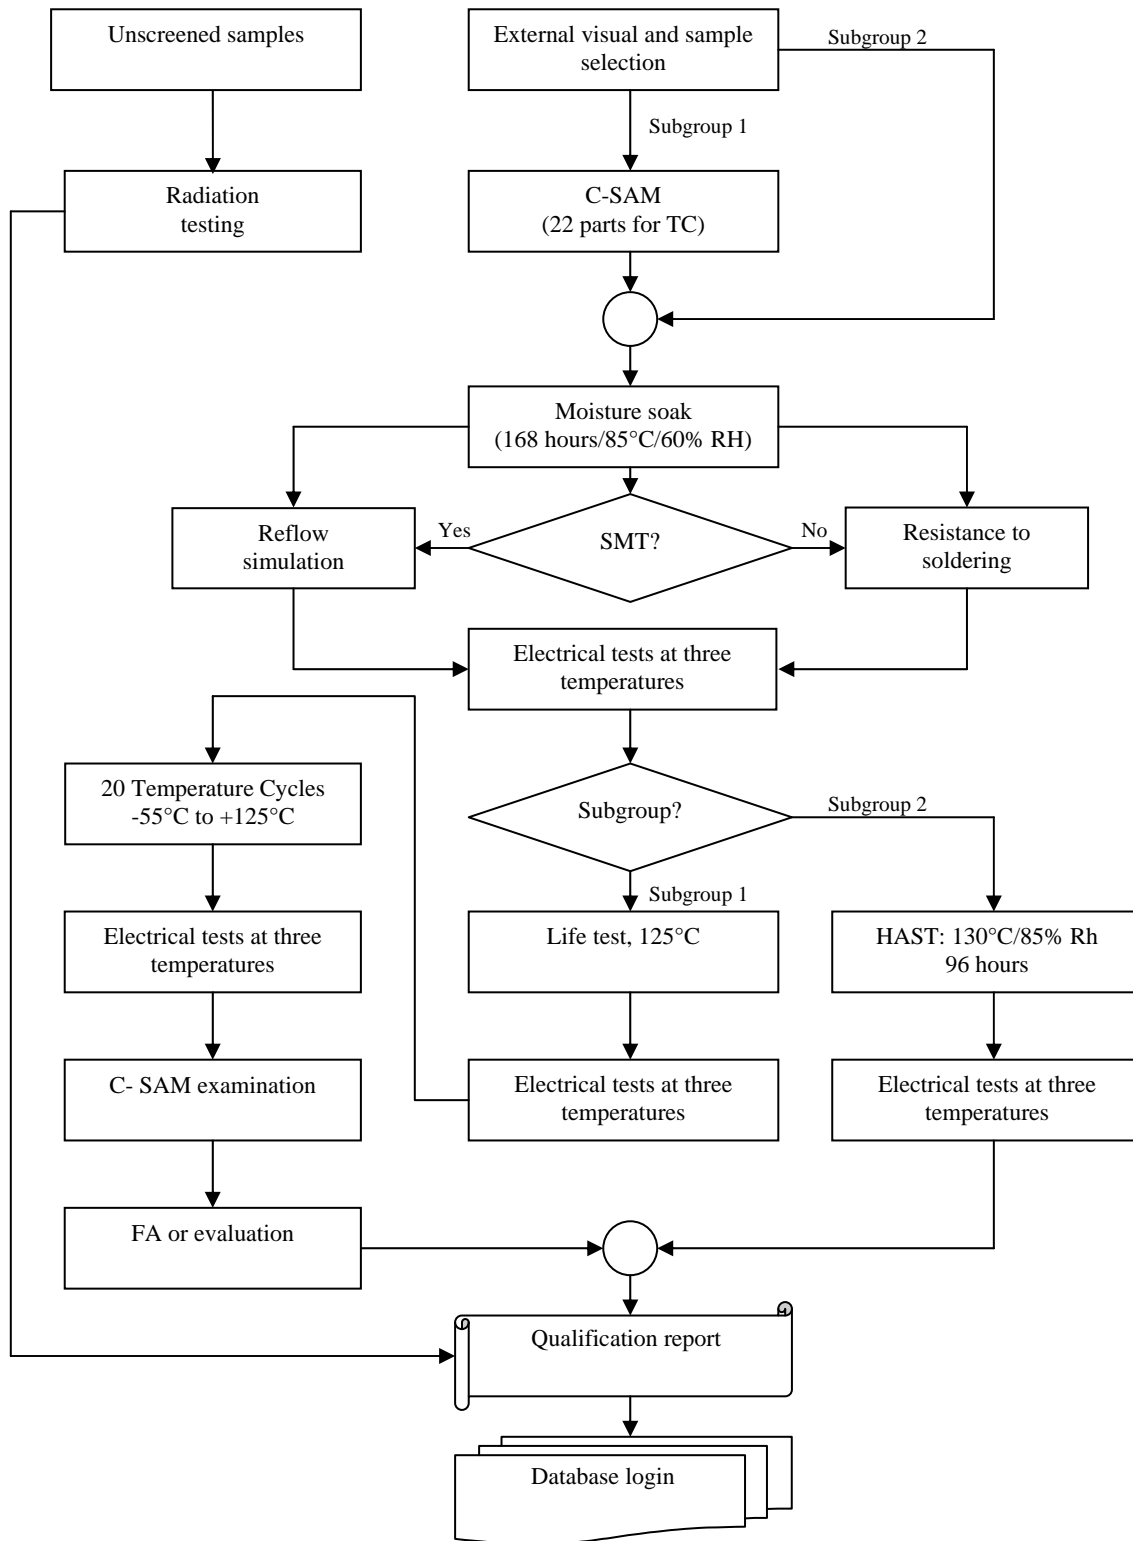 Unscreened samples
External visual and sample
selection
Subgroup 2
Subgroup 1
Radiation
testing
C-SAM
(22 parts for TC)
Moisture soak
(168 hours/85°C/60% RH)
Reflow
simulation
Yes
SMT?
No
Resistance to
soldering
Electrical tests at three
temperatures
20 Temperature Cycles
-55°C to +125°C
Subgroup?
Subgroup 2
Subgroup 1
Electrical tests at three
temperatures
Life test, 125°C
HAST: 130°C/85% Rh
96 hours
C- SAM examination
Electrical tests at three
temperatures
Electrical tests at three
temperatures
FA or evaluation
Qualification report
Database login